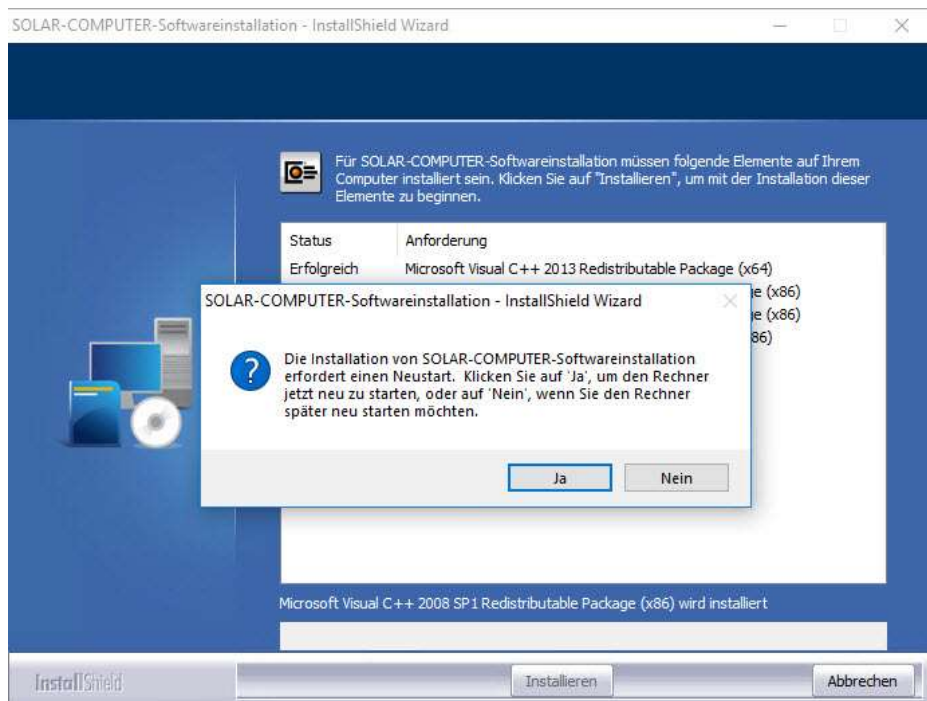 SOLAR-COMPUTER-Softwareinstallation - InstallShield Wizard
Für SOLAR-COMPUTER-Softwareinstallation müssen folgende Elemente auf Ihrem
Computer installiert sein. Klicken Sie auf "Installieren", um mit der Installation dieser
Elemente zu beginnen.
Status Anforderung
Erfolgreich Microsoft Visual C++ 2013 Redistributable Package (x64)
(x86)
(x86)
SOLAR-COMPUTER-Softwareinstallation - InstallShield Wizard
Die Installation von SOLAR-COMPUTER-Softwareinstallation
erfordert einen Neustart. Klicken Sie auf 'Ja', um den Rechner
jetzt neu zu starten, oder auf 'Nein', wenn Sie den Rechner
später neu starten möchten.
Ja Nein
Microsoft Visual C++ 2008 SP1 Redistributable Package (x86) wird installiert
InstallShield
Installieren Abbrechen